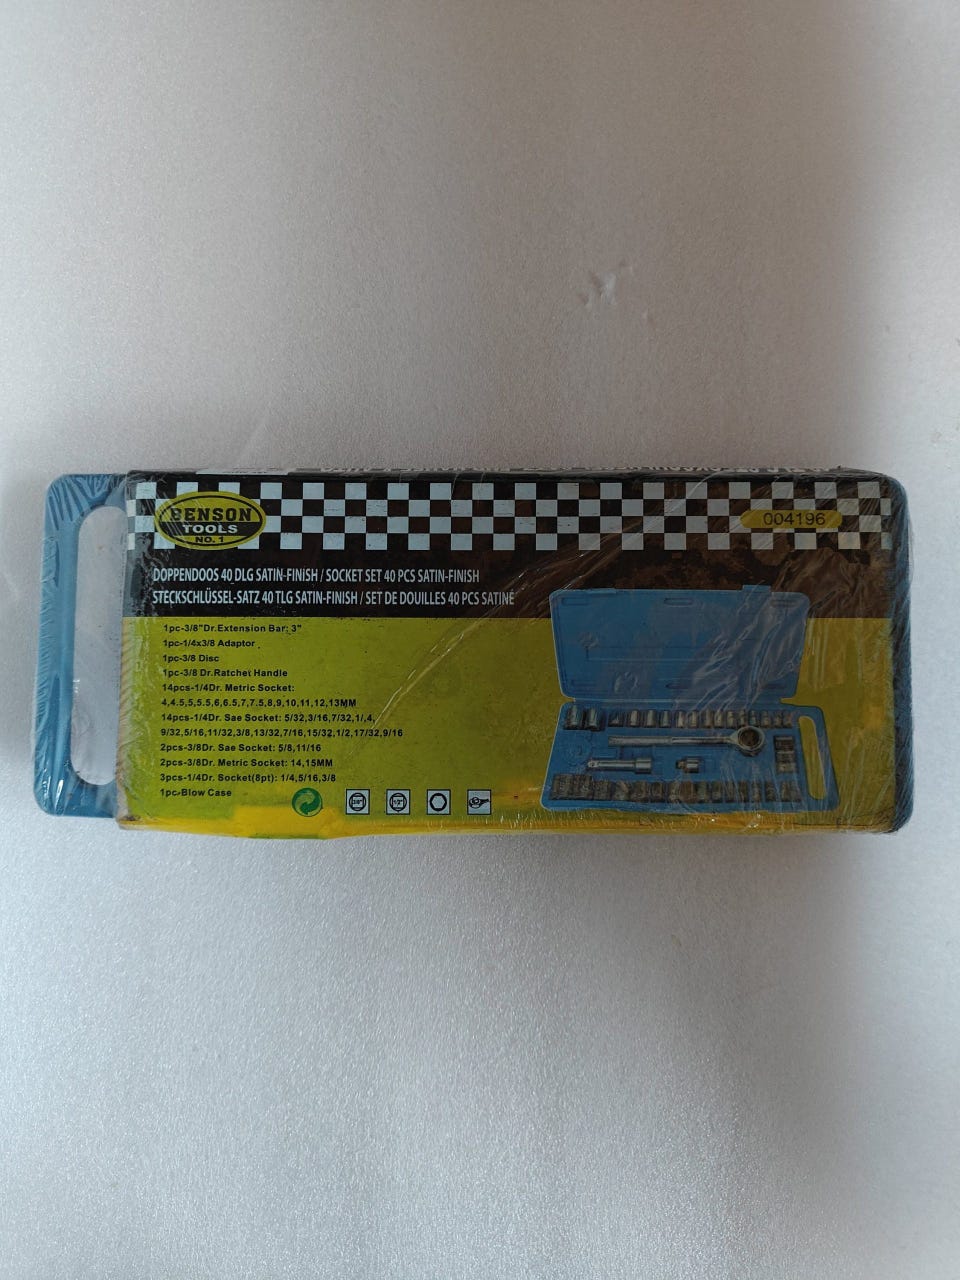 BENSON
TOOLS
NO. 1
004196
DOPPENDOOS 40 DLG SATIN-FINiSH / SOCKET SET 40 PCS SATIN-FINISH
STECKSCHLÜSSEL-SATZ 40 TLG SATIN-FINISH / SET DE DOUILLES 40 PCS SATINÉ
1pc-3/8"Dr.Extension Bar: 3"
1pc-1/4x3/8 Adaptor
1pc-3/8 Disc
1pc-3/8 Dr.Ratchet Handle
14pcs-1/4Dr. Metric Socket:
4,4.5,5,5.5,6,6.5,7,7.5,8,9,10,11,12,13MM
14pcs-1/4Dr. Sae Socket: 5/32,3/16,7/32,1/,4,
9/32,5/16,11/32,3/8,13/32,7/16,15/32,1/2,17/32,9/16
2pcs-3/8Dr. Sae Socket: 5/8,11/16
2pcs-3/8Dr. Metric Socket: 14,15MM
3pcs-1/4Dr. Socket(8pt): 1/4,5/16,3/8
1pc-Blow Case